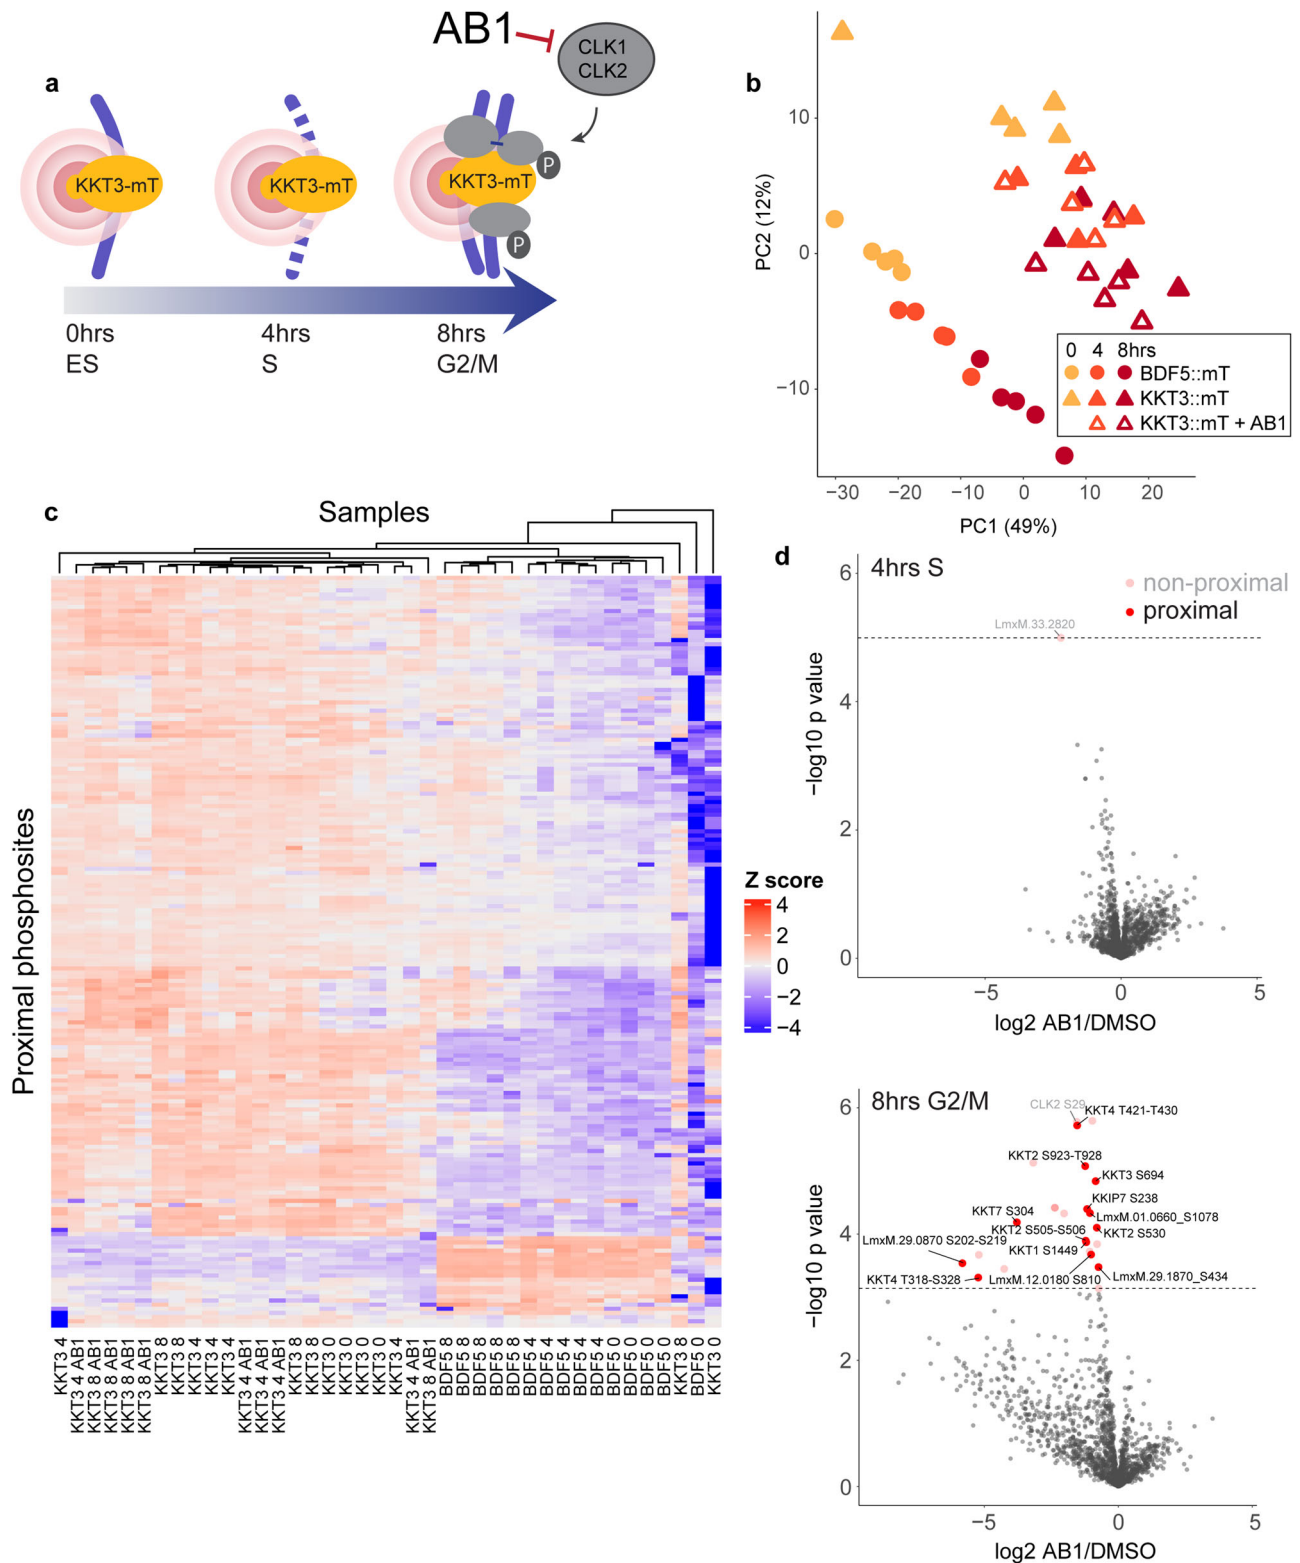 AB1
CLK1
CLK2
a
KKT3-mT
KKT3-mT
KKT3-mT
P
P
0hrs
4hrs
8hrs
ES
S
G2/M
b
10
0
−10
PC2 (12%)
−30
−20
−10
0
10
20
PC1 (49%)
0 4 8hrs
BDF5::mT
KKT3::mT
KKT3::mT + AB1
c
Samples
Proximal phosphosites
Z score
4
2
0
−2
−4
KKT3 4
KKT3 4 AB1
KKT3 8 AB1
KKT3 8 AB1
KKT3 8 AB1
KKT3 8 AB1
KKT3 8
KKT3 8
KKT3 4
KKT3 4
KKT3 4
KKT3 4 AB1
KKT3 4 AB1
KKT3 4 AB1
KKT3 8
KKT3 8
KKT3 0
KKT3 0
KKT3 0
KKT3 0
KKT3 4
KKT3 4 AB1
KKT3 8 AB1
BDF5 8
BDF5 8
BDF5 8
BDF5 8
BDF5 8
BDF5 4
BDF5 4
BDF5 4
BDF5 4
BDF5 4
BDF5 0
BDF5 0
BDF5 0
BDF5 0
KKT3 8
BDF5 0
KKT3 0
d
4hrs S
non-proximal
proximal
LmxM.33.2820
6
4
2
0
−log10 p value
−5
0
5
log2 AB1/DMSO
8hrs G2/M
CLK2 S29
KKT4 T421-T430
KKT2 S923-T928
KKT3 S694
KKIP7 S238
KKT7 S304
LmxM.01.0660_S1078
KKT2 S505-S506
KKT2 S530
LmxM.29.0870 S202-S219
KKT1 S1449
KKT4 T318-S328
LmxM.12.0180 S810
LmxM.29.1870_S434
6
4
2
0
−log10 p value
−5
0
5
log2 AB1/DMSO